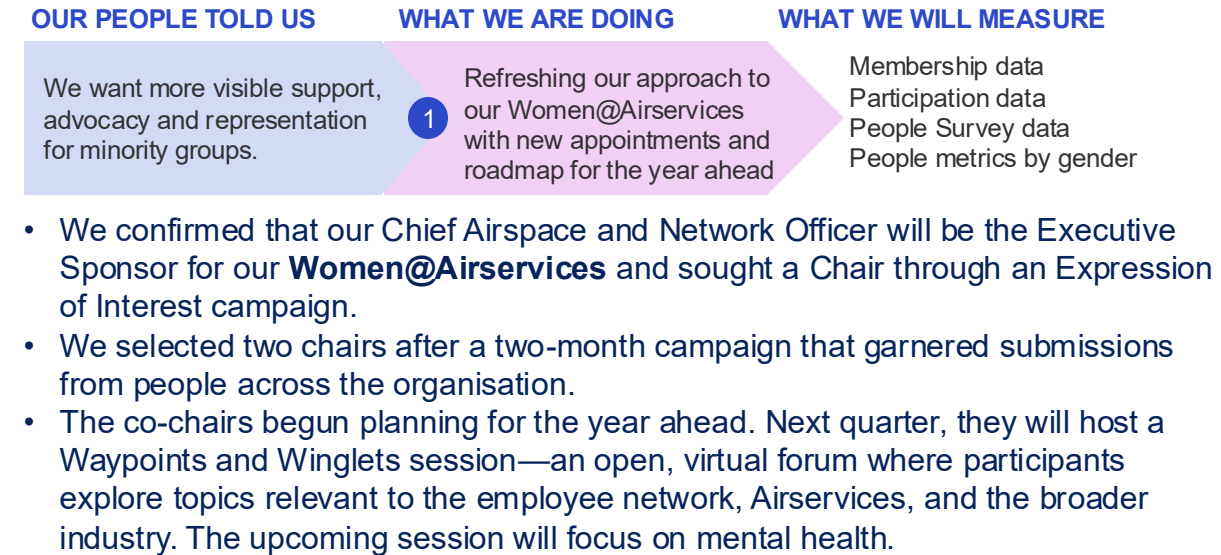 OUR PEOPLE TOLD US
WHAT WE ARE DOING
WHAT WE WILL MEASURE
We want more visible support,
advocacy and representation
for minority groups.
1
Refreshing our approach to
our Women@Airservices
with new appointments and
roadmap for the year ahead
Membership data
Participation data
People Survey data
People metrics by gender
• We confirmed that our Chief Airspace and Network Officer will be the Executive
Sponsor for our Women@Airservices and sought a Chair through an Expression
of Interest campaign.
• We selected two chairs after a two-month campaign that garnered submissions
from people across the organisation.
• The co-chairs begun planning for the year ahead. Next quarter, they will host a
Waypoints and Winglets session—an open, virtual forum where participants
explore topics relevant to the employee network, Airservices, and the broader
industry. The upcoming session will focus on mental health.